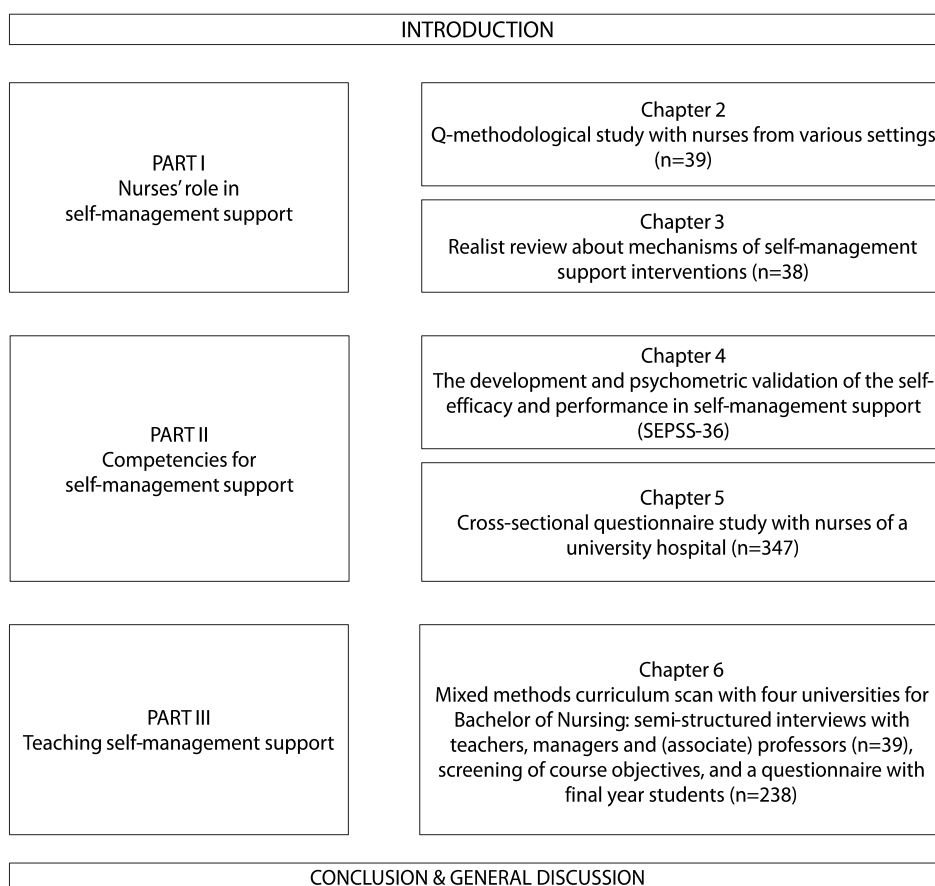 INTRODUCTION
PART I
Nurses' role in
self-management support
Chapter 2
Q-methodological study with nurses from various settings
(n=39)
Chapter 3
Realist review about mechanisms of self-management
support interventions (n=38)
PART II
Competencies for
self-management support
Chapter 4
The development and psychometric validation of the self-
efficacy and performance in self-management support
(SEPSS-36)
Chapter 5
Cross-sectional questionnaire study with nurses of a
university hospital (n=347)
PART III
Teaching self-management support
Chapter 6
Mixed methods curriculum scan with four universities for
Bachelor of Nursing: semi-structured interviews with
teachers, managers and (associate) professors (n=39),
screening of course objectives, and a questionnaire with
final year students (n=238)
CONCLUSION & GENERAL DISCUSSION